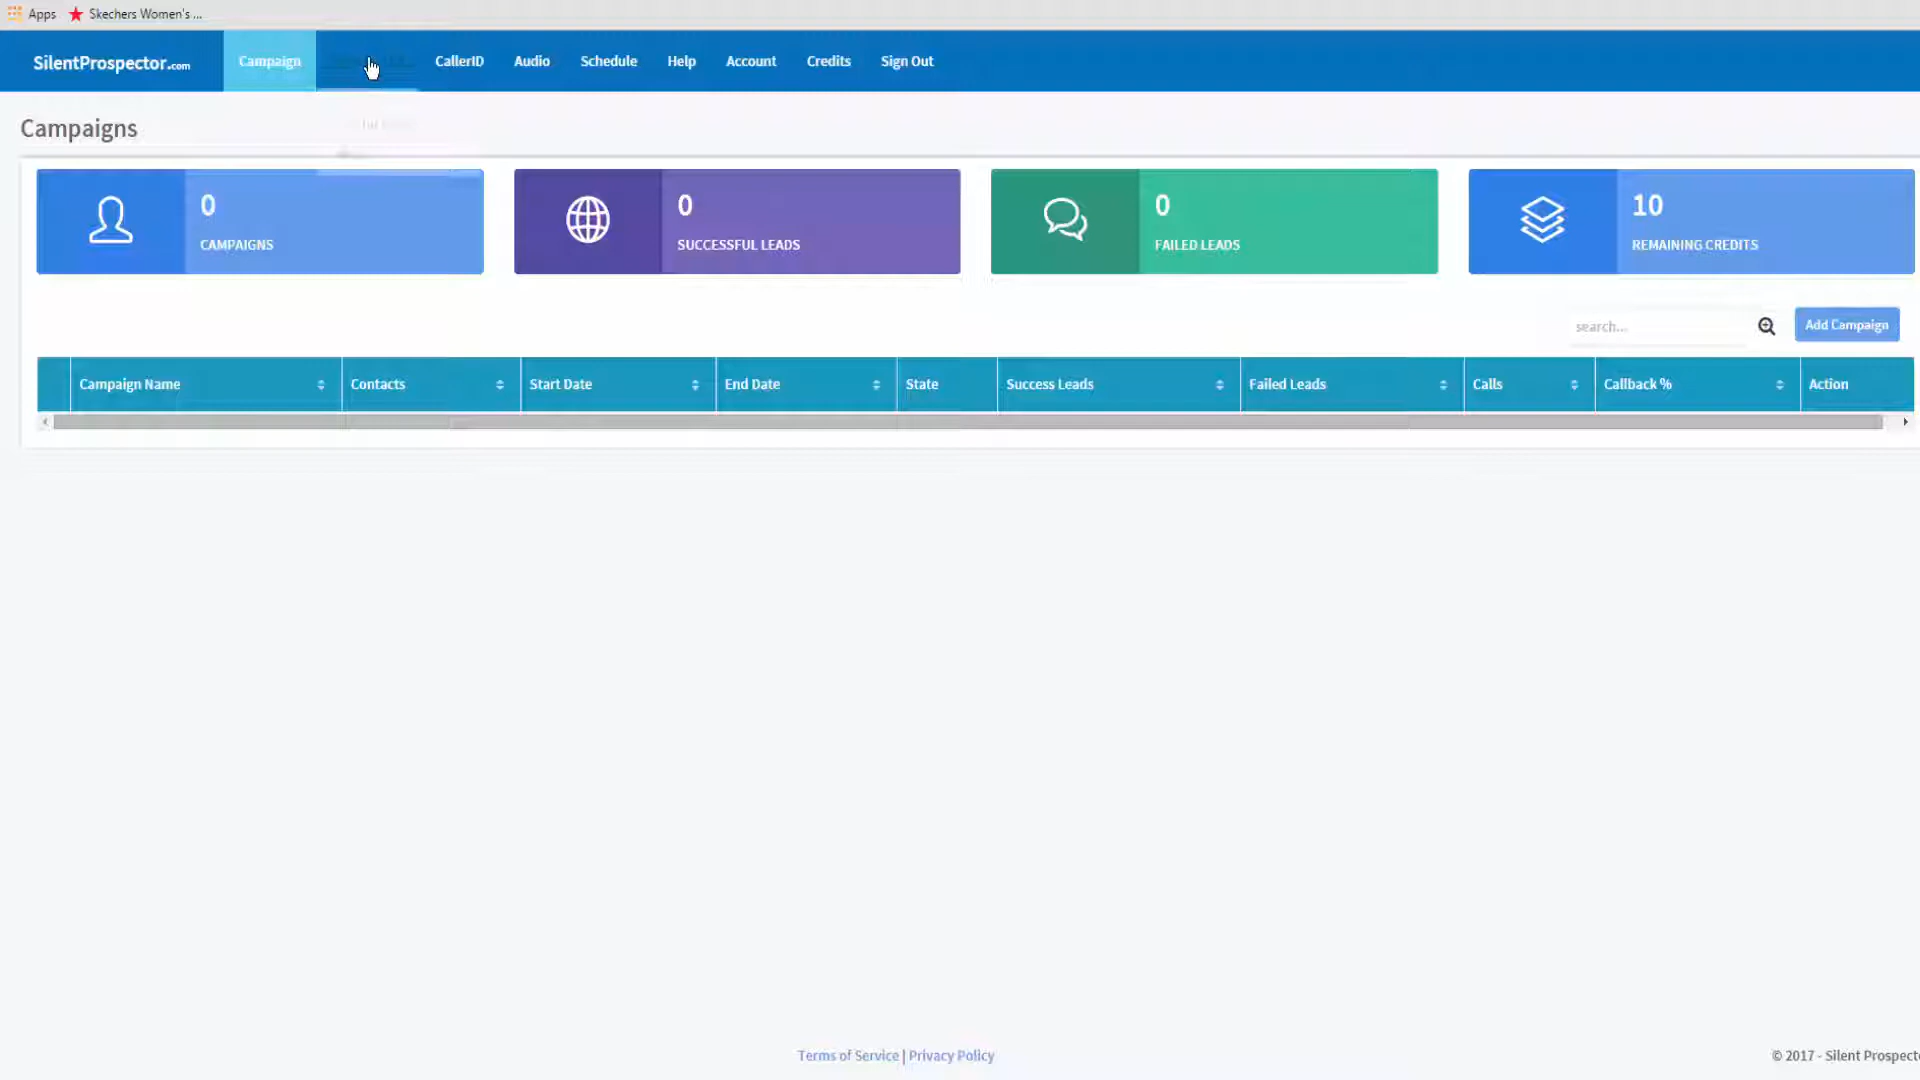 Apps Skechers Women's ...
SilentProspector.com Campaign CallerID Audio Schedule Help Account Credits Sign Out
Campaigns
0
CAMPAIGNS
0
SUCCESSFUL LEADS
0
FAILED LEADS
10
REMAINING CREDITS
search... Add Campaign
Campaign Name Contacts Start Date End Date State Success Leads Failed Leads Calls Callback % Action
Terms of Service | Privacy Policy
© 2017 - Silent Prospecto